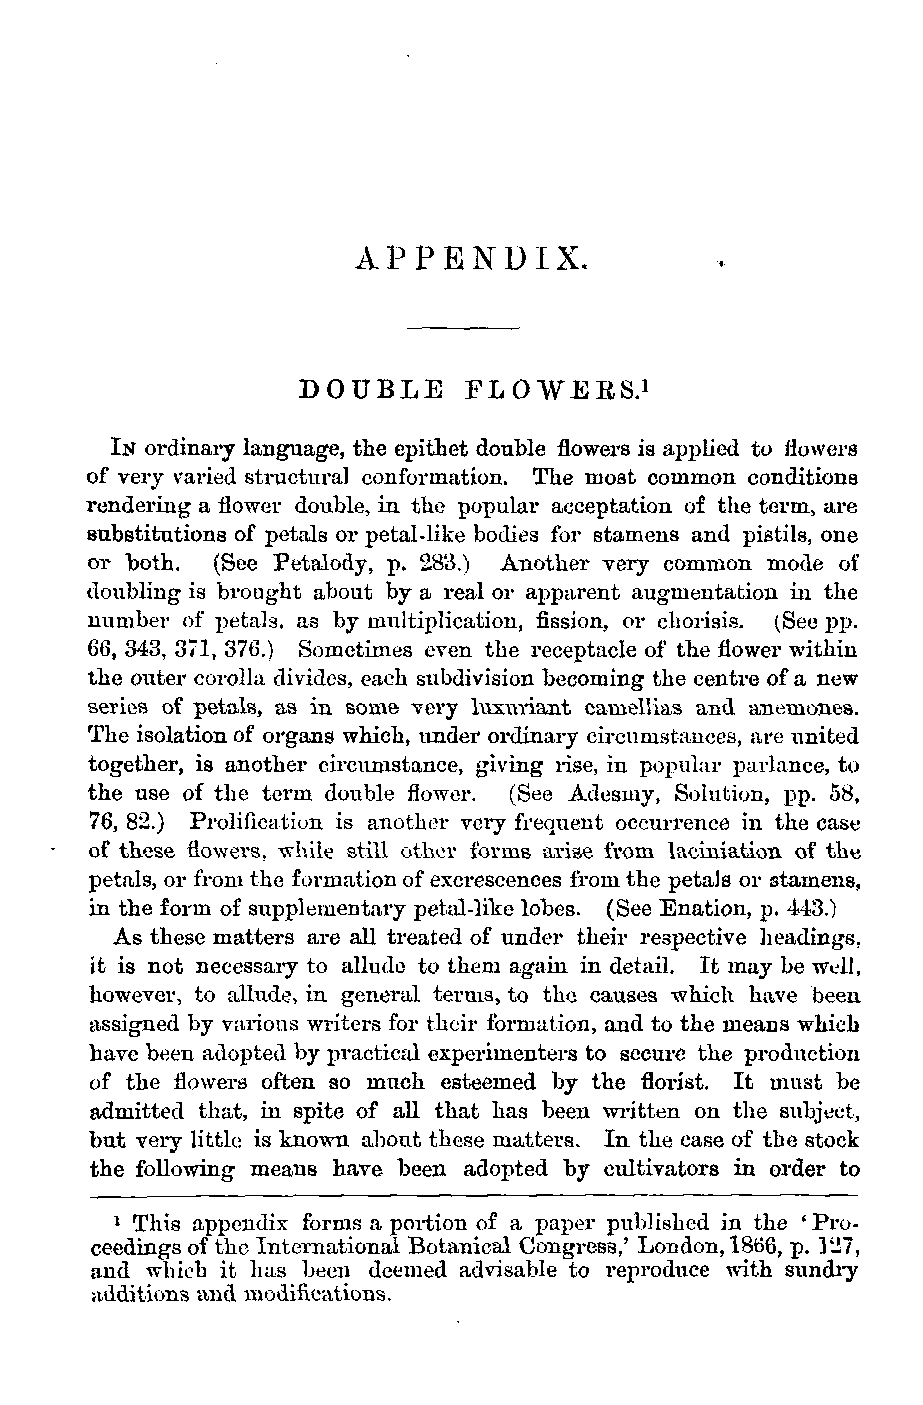 APPENDIX.
DOUBLE FLOWERS.¹
IN ordinary language, the epithet double flowers is applied to flowers
of very varied structural conformation. The most common conditions
rendering a flower double, in the popular acceptation of the term, are
substitutions of petals or petal-like bodies for stamens and pistils, one
or both. (See Petalody, p. 283.) Another very common mode of
doubling is brought about by a real or apparent augmentation in the
number of petals, as by multiplication, fission, or chorisis. (See pp.
66, 343, 371, 376.) Sometimes even the receptacle of the flower within
the outer corolla divides, each subdivision becoming the centre of a new
series of petals, as in some very luxuriant camellias and anemones.
The isolation of organs which, under ordinary circumstances, are united
together, is another circumstance, giving rise, in popular parlance, to
the use of the term double flower. (See Adesmy, Solution, pp. 58,
76, 82.) Prolification is another very frequent occurrence in the case
of these flowers, while still other forms arise from laciniation of the
petals, or from the formation of excrescences from the petals or stamens,
in the form of supplementary petal-like lobes. (See Enation, p. 443.)
As these matters are all treated of under their respective headings,
it is not necessary to allude to them again in detail. It may be well,
however, to allude, in general terms, to the causes which have been
assigned by various writers for their formation, and to the means which
have been adopted by practical experimenters to secure the production
of the flowers often so much esteemed by the florist. It must be
admitted that, in spite of all that has been written on the subject,
but very little is known about these matters. In the case of the stock
the following means have been adopted by cultivators in order to
¹ This appendix forms a portion of a paper published in the ‘Pro-
ceedings of the International Botanical Congress,’ London, 1866, p. 127,
and which it has been deemed advisable to reproduce with sundry
additions and modifications.